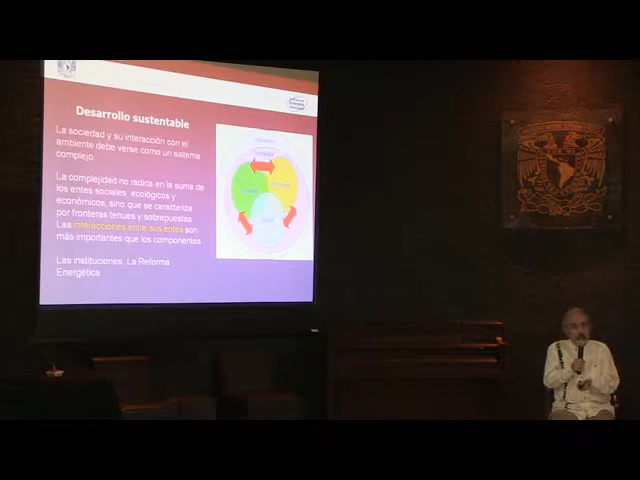 Desarrollo sustentable
La sociedad y su interacción con el
ambiente debe verse como un sistema
complejo.
La complejidad no radica en la suma de
los entes sociales, ecológicos y
económicos, sino que se caracteriza
por fronteras tenues y sobrepuestas
Las interacciones entre sus entes son
más importantes que los componentes
Las instituciones: La Reforma
Energética